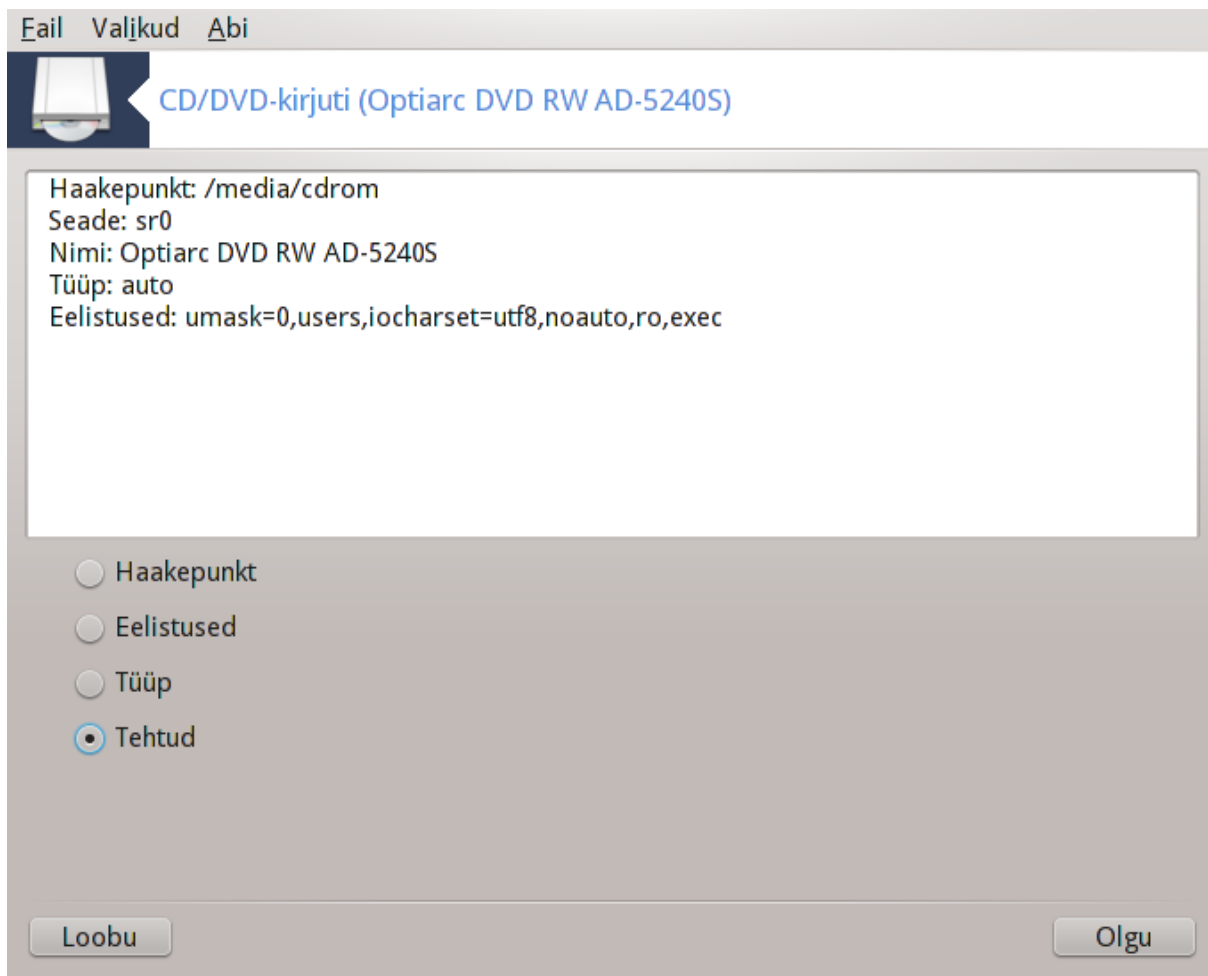 Fail Valikud Abi
CD/DVD-kirjuti (Optiarc DVD RW AD-5240S)
Haakepunkt: /media/cdrom
Seade: sr0
Nimi: Optiarc DVD RW AD-5240S
Tüüp: auto
Eelistused: umask=0,users,iocharset=utf8,noauto,ro,exec
Haakepunkt
Eelistused
Tüüp
Tehtud
Loobu Olgu